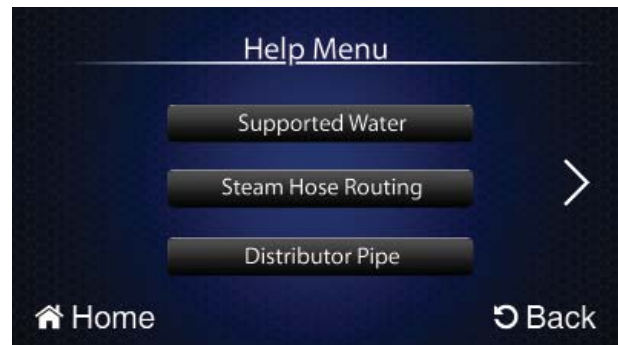 Help Menu
Supported Water
Steam Hose Routing
Distributor Pipe
Home
Back